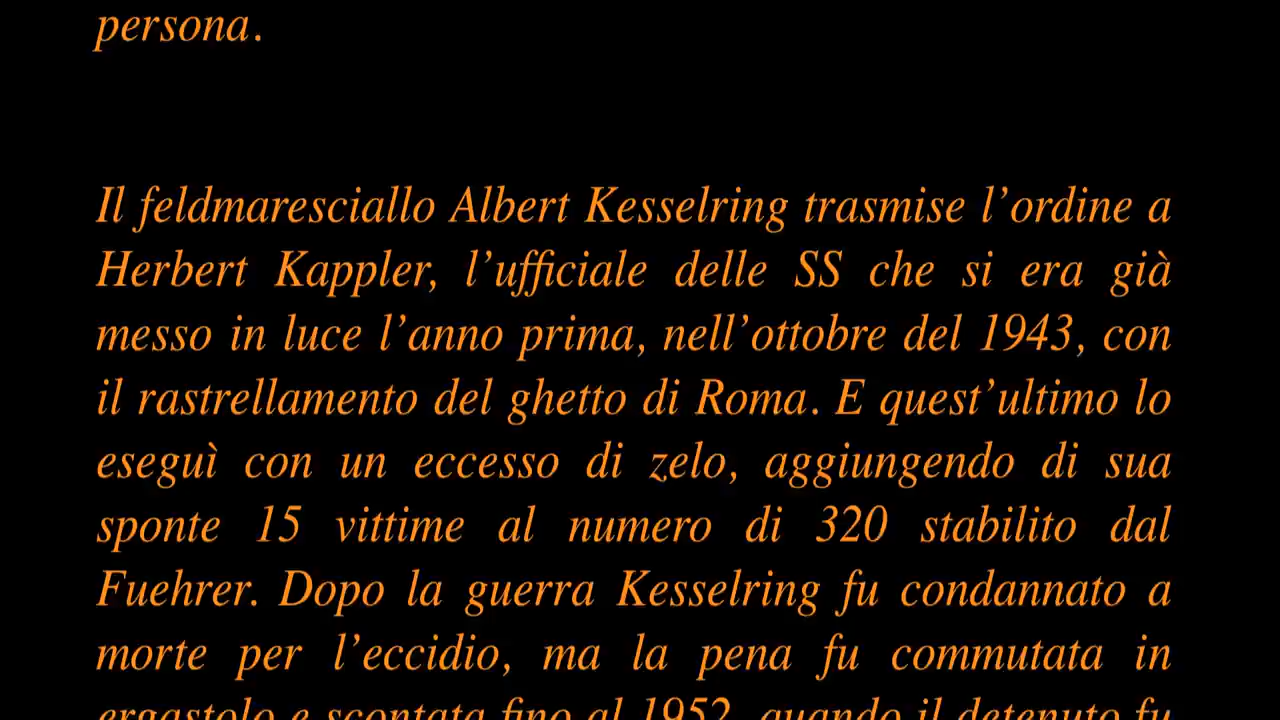 persona.
Il feldmaresciallo Albert Kesselring trasmise l’ordine a
Herbert Kappler, l’ufficiale delle SS che si era già
messo in luce l’anno prima, nell’ottobre del 1943, con
il rastrellamento del ghetto di Roma. E quest’ultimo lo
eseguì con un eccesso di zelo, aggiungendo di sua
sponte 15 vittime al numero di 320 stabilito dal
Fuehrer. Dopo la guerra Kesselring fu condannato a
morte per l’eccidio, ma la pena fu commutata in
ergastolo e scontata fino al 1952, quando il detenuto fu